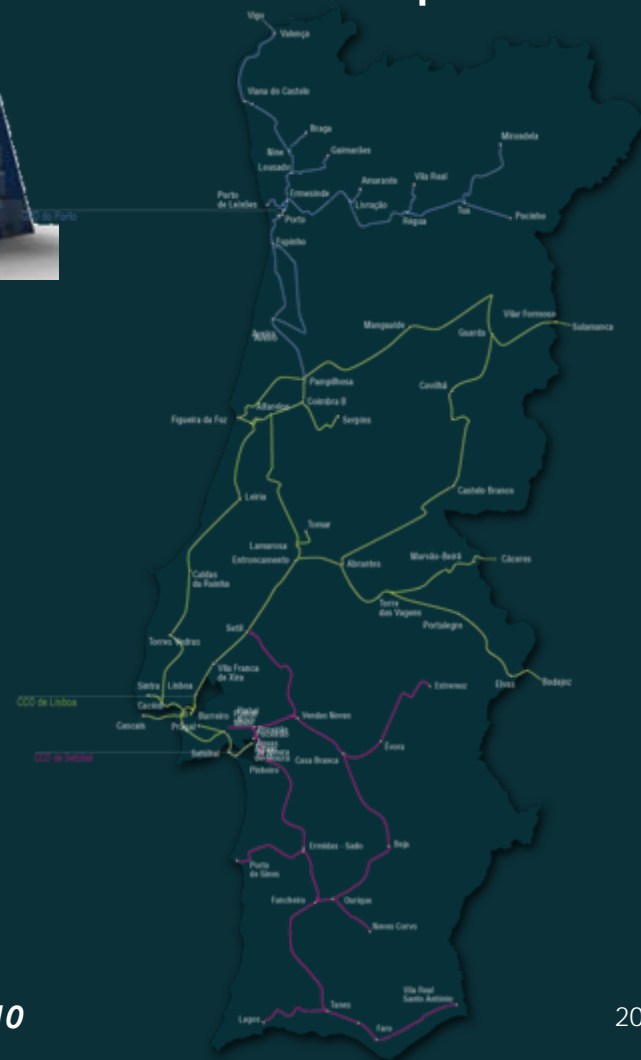 Vigo
Valença
Viana do Castelo
Braga
Nine
Guimarães
Lousado
Mirandela
Amarante
Vila Real
Porto
de Leixões
Ermesinde
Livração
Tua
Pocinho
CCO do Porto
Porto
Régua
Espinho
Vilar Formoso
Mangualde
Guarda
Salamanca
Aveiro
Pampilhosa
Covilhã
Alfarelos
Coimbra B
Figueira da Foz
Serpins
Leiria
Castelo Branco
Tomar
Lamarosa
Entroncamento
Abrantes
Marvão-Beirã
Cáceres
Caldas
da Rainha
Torre
das Vagens
Portalegre
Setil
Torres Vedras
Vila Franca
de Xira
Elvas
Badajoz
Sintra
Lisboa
Estremoz
CCO de Lisboa
Cacém
Barreiro
Vendas Novas
Cascais
Pragal
Évora
Setúbal
Casa Branca
CCO de Setúbal
Pinheiro
Ermidas - Sado
Beja
Porto
de Sines
Funcheira
Ourique
Neves Corvo
Vila Real
Santo António
Tunes
Lagos
Faro
10
20